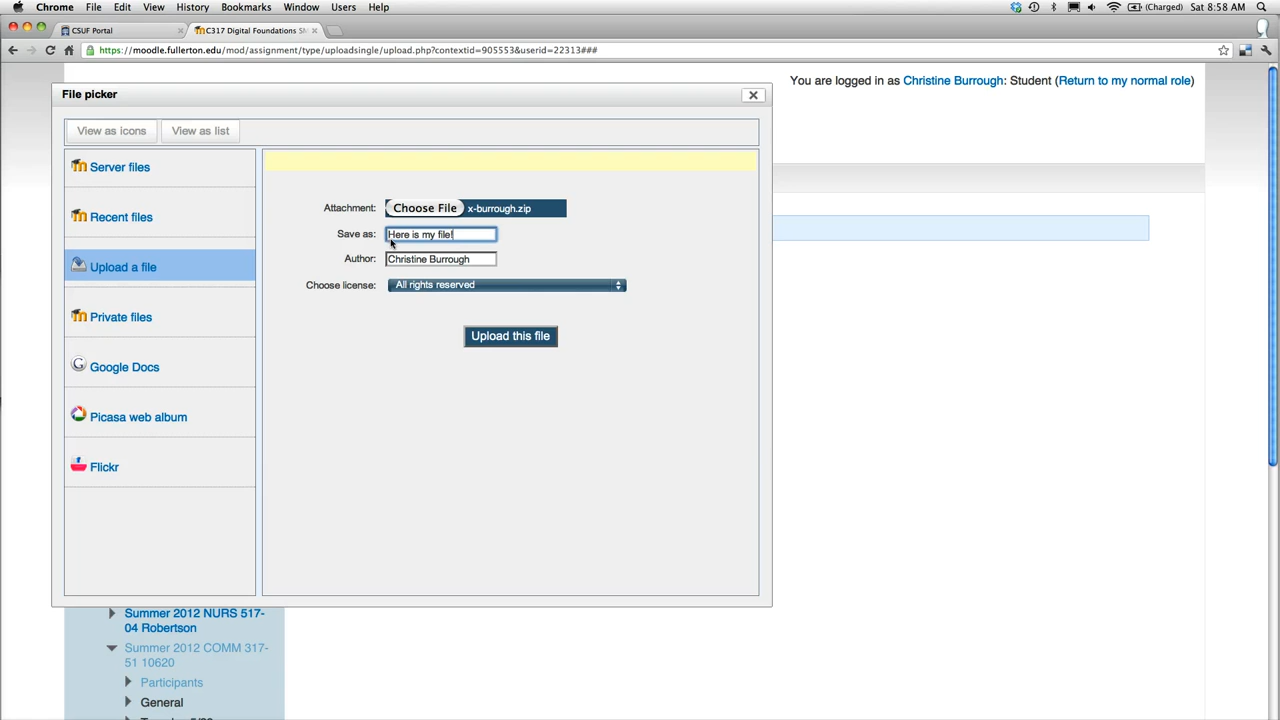 Chrome File Edit View History Bookmarks Window Users Help (Charged) Sat 8:58 AM
CSUF Portal × C317 Digital Foundations S ×
https://moodle.fullerton.edu/mod/assignment/type/uploadsingle/upload.php?contextid=905553&userid=22313###
You are logged in as Christine Burrough: Student (Return to my normal role)
File picker
View as icons View as list
Server files
Recent files
Upload a file
Private files
Google Docs
Picasa web album
Flickr
Attachment: Choose File x-burrough.zip
Save as: Here is my file!
Author: Christine Burrough
Choose license: All rights reserved
Upload this file
Summer 2012 NURS 517-
04 Robertson
Summer 2012 COMM 317-
51 10620
Participants
General